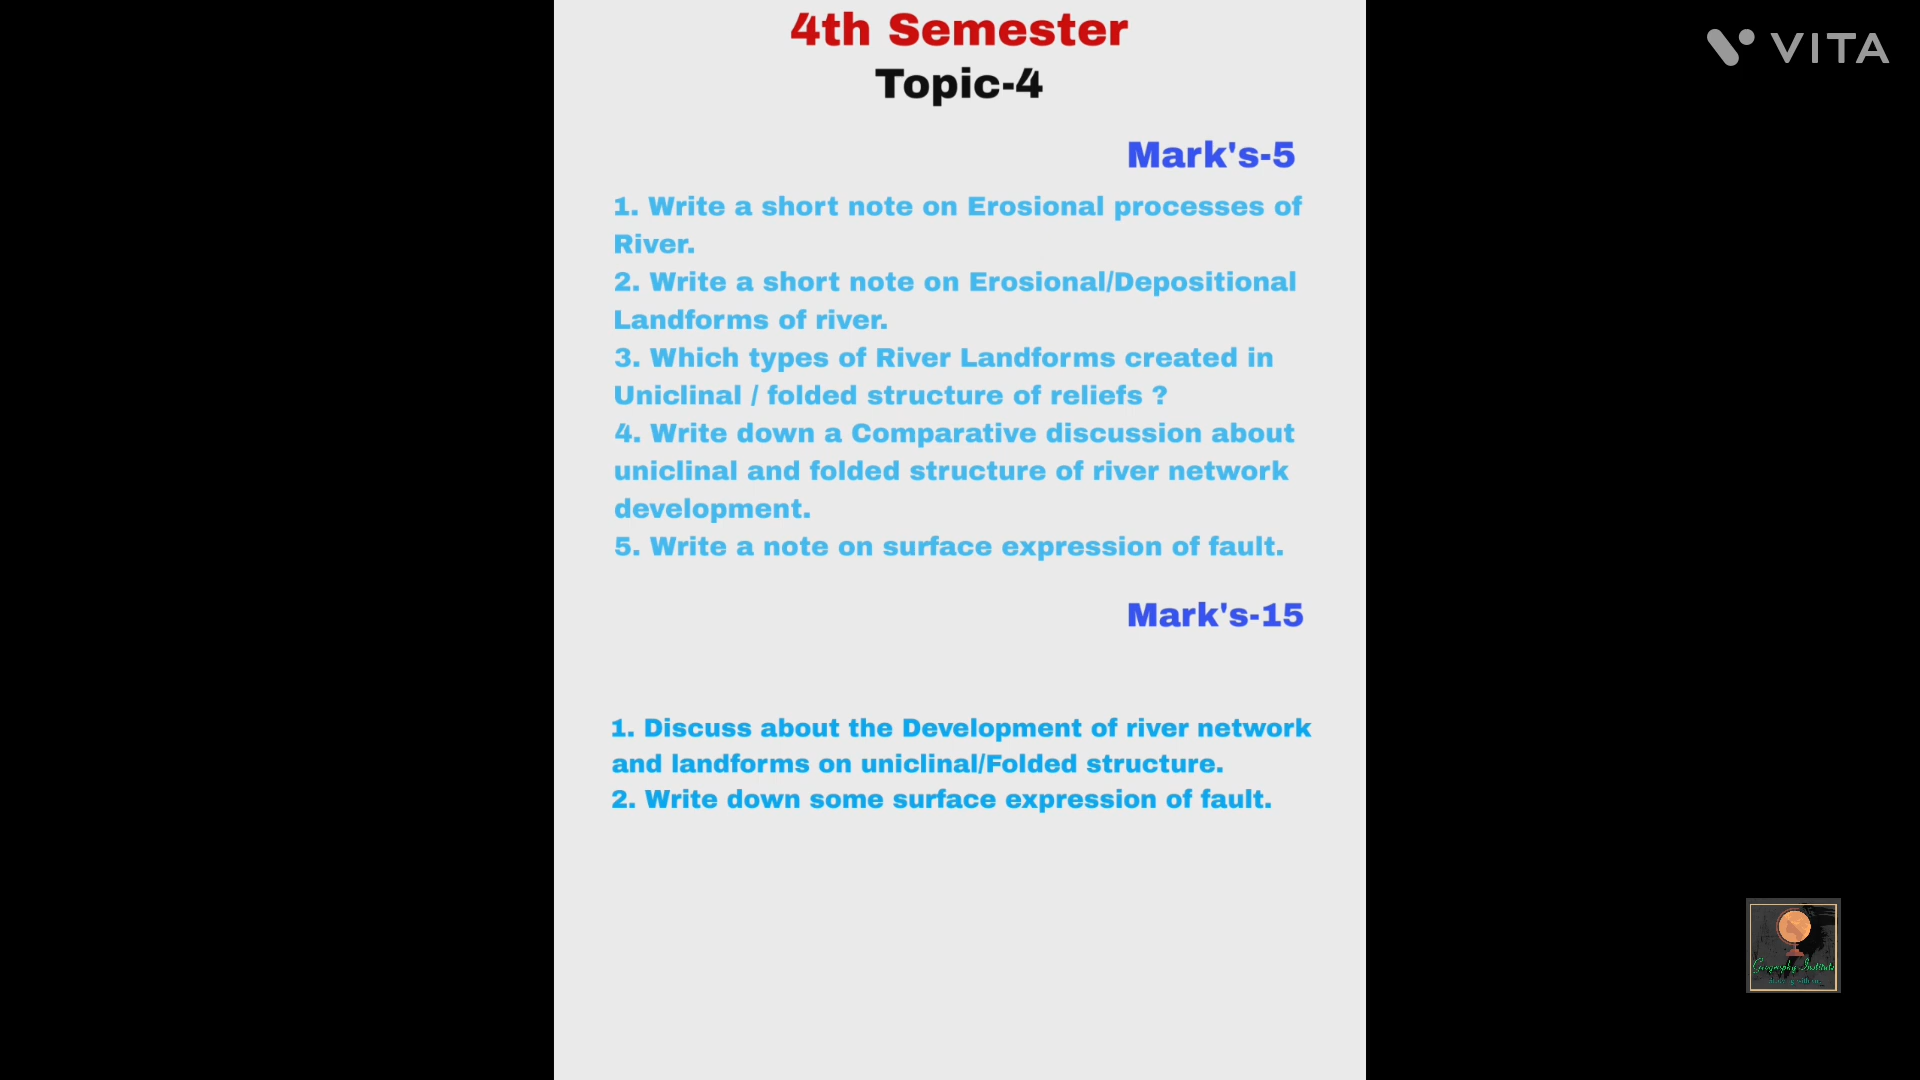 4th Semester
Topic-4
VITA
Mark's-5
1. Write a short note on Erosional processes of
River.
2. Write a short note on Erosional/Depositional
Landforms of river.
3. Which types of River Landforms created in
Uniclinal / folded structure of reliefs ?
4. Write down a Comparative discussion about
uniclinal and folded structure of river network
development.
5. Write a note on surface expression of fault.
Mark's-15
1. Discuss about the Development of river network
and landforms on uniclinal/Folded structure.
2. Write down some surface expression of fault.
Geography Institute